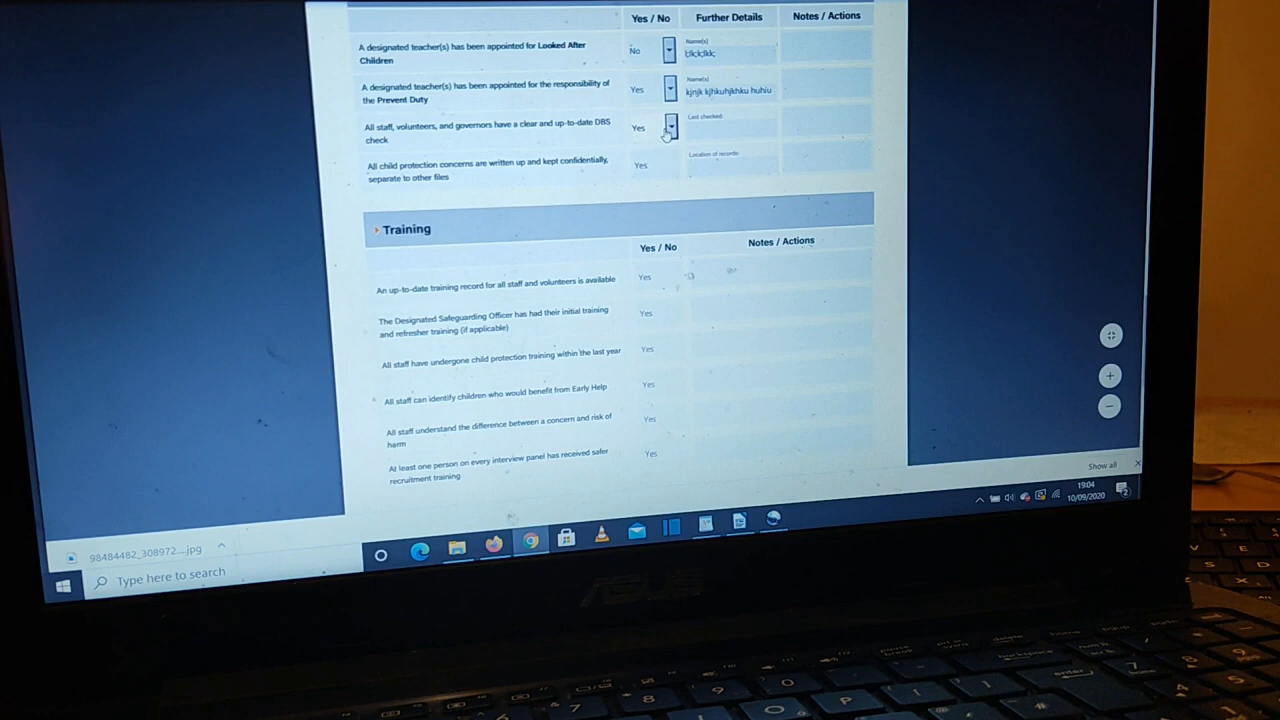 Yes / No Further Details Notes / Actions
A designated teacher(s) has been appointed for Looked After
Children
No
Name(s)
A designated teacher(s) has been appointed for the responsibility of
the Prevent Duty
Yes
Name(s)
kjnjk kjhkuhjkhku huhiu
All staff, volunteers, and governors have a clear and up-to-date DBS
check
Yes
Last checked:
All child protection concerns are written up and kept confidentially,
separate to other files
Yes
Location of records:
Training
Yes / No Notes / Actions
An up-to-date training record for all staff and volunteers is available
Yes
The Designated Safeguarding Officer has had their initial training
and refresher training (if applicable)
Yes
All staff have undergone child protection training within the last year
Yes
All staff can identify children who would benefit from Early Help
Yes
All staff understand the difference between a concern and risk of
harm
Yes
At least one person on every interview panel has received safer
recruitment training
Yes
Show all
98484482_308972....jpg
Type here to search
19:04
10/09/2020
2
ASUS